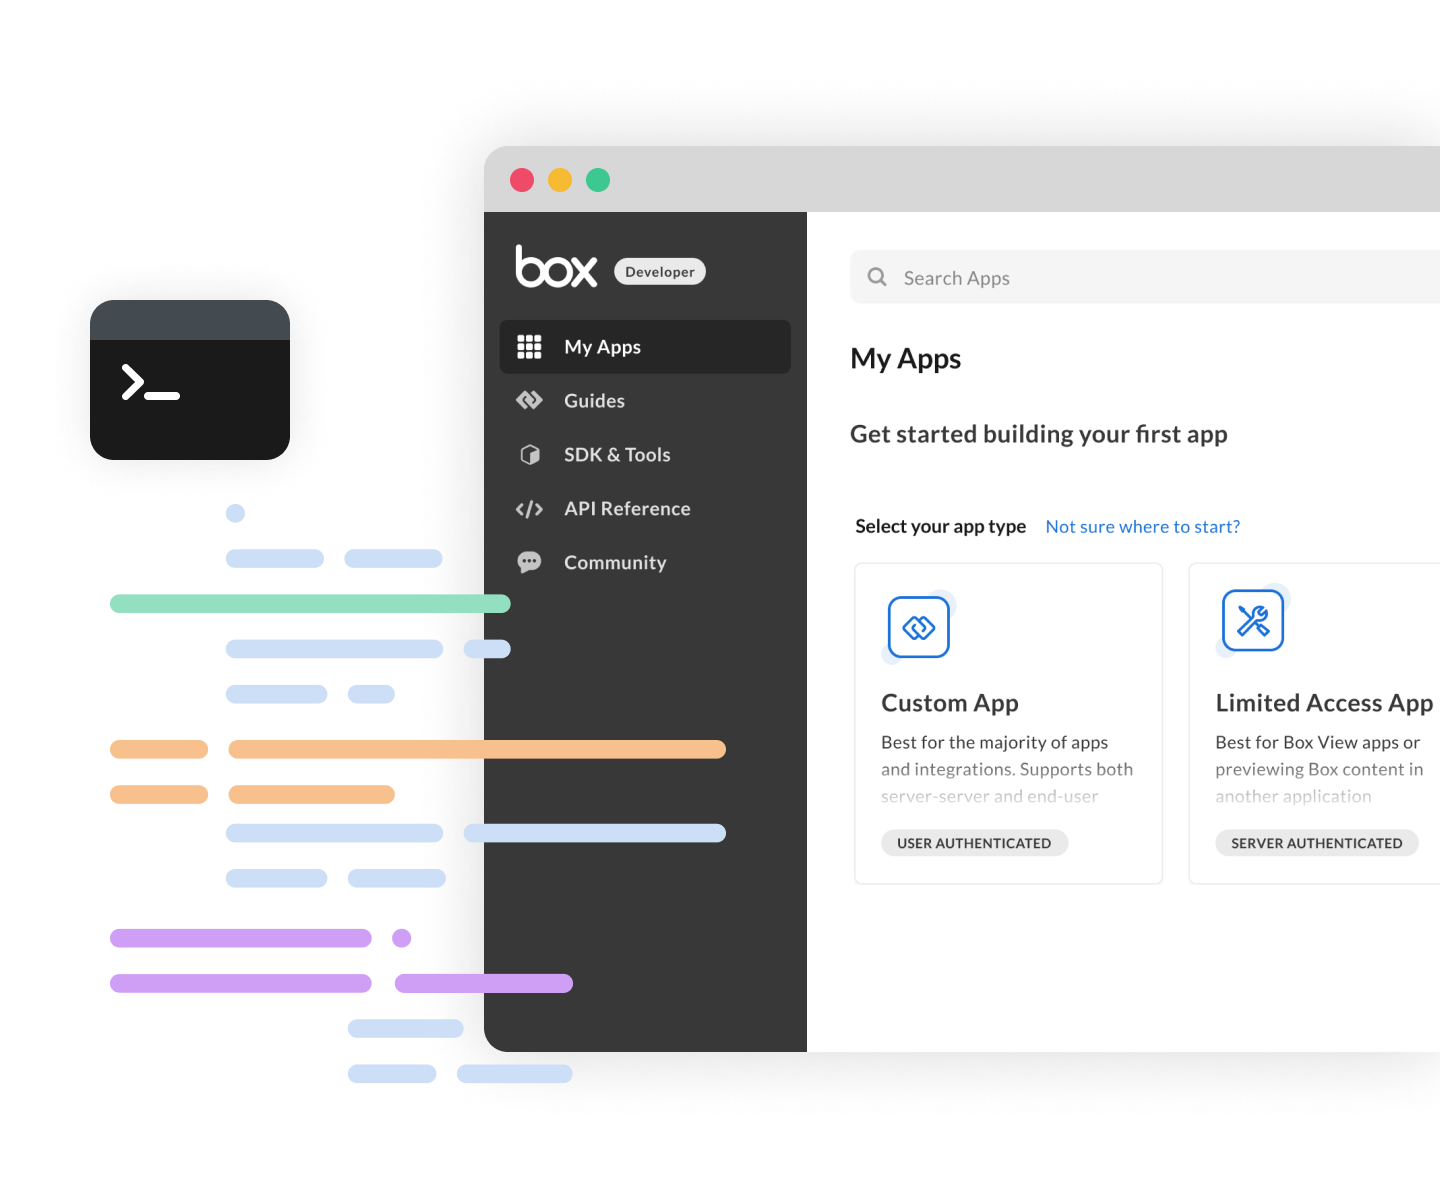 box Developer
My Apps
Guides
SDK & Tools
API Reference
Community
Search Apps
My Apps
Get started building your first app
Select your app type Not sure where to start?
Custom App
Best for the majority of apps
and integrations. Supports both
server-server and end-user
USER AUTHENTICATED
Limited Access App
Best for Box View apps or
previewing Box content in
another application
SERVER AUTHENTICATED